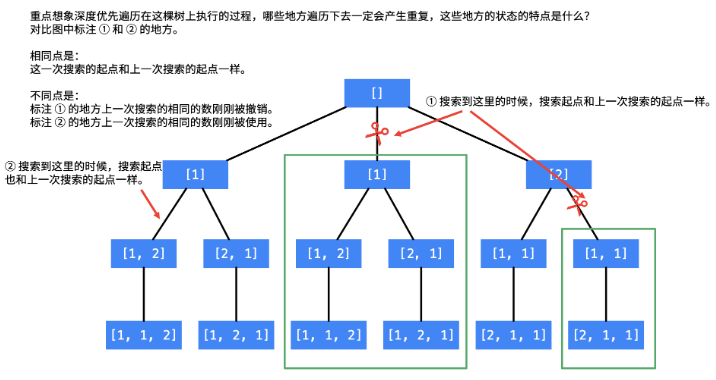 重点想象深度优先遍历在这棵树上执行的过程，哪些地方遍历下去一定会产生重复，这些地方的状态的特点是什么？
对比图中标注 ① 和 ② 的地方。
相同点是：
这一次搜索的起点和上一次搜索的起点一样。
不同点是：
标注 ① 的地方上一次搜索的相同的数刚刚被撤销。
标注 ② 的地方上一次搜索的相同的数刚刚被使用。
[]
① 搜索到这里的时候，搜索起点和上一次搜索的起点一样。
② 搜索到这里的时候，搜索起点
也和上一次搜索的起点一样。
[1]
[1]
[2]
[1, 2]
[2, 1]
[1, 2]
[2, 1]
[1, 1]
[1, 1]
[1, 1, 2]
[1, 2, 1]
[1, 1, 2]
[1, 2, 1]
[2, 1, 1]
[2, 1, 1]